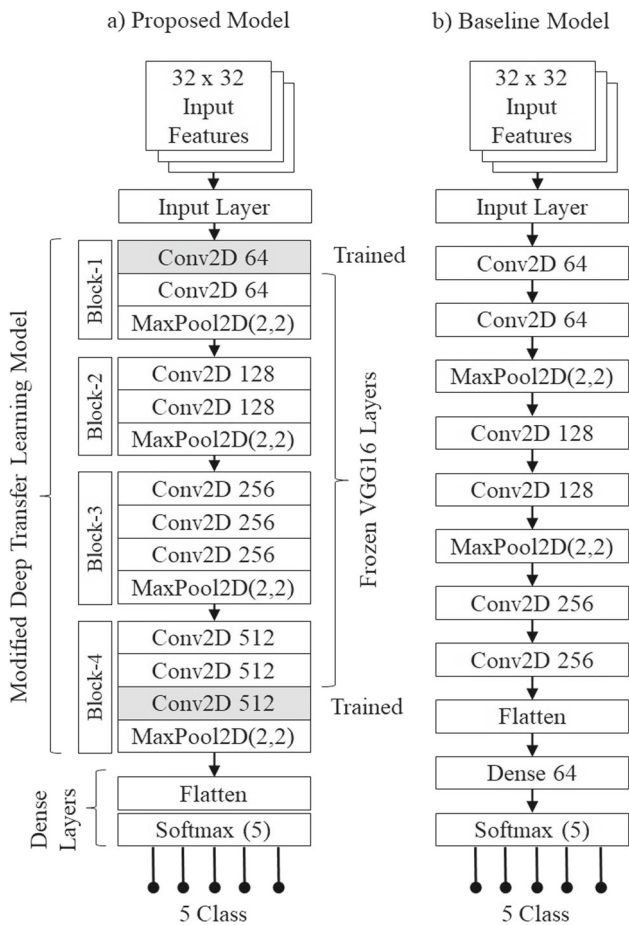 a) Proposed Model
32 x 32
Input
Features
Input Layer
Modified Deep Transfer Learning Model
Block-1
Conv2D 64
Trained
Conv2D 64
MaxPool2D(2,2)
Block-2
Conv2D 128
Conv2D 128
MaxPool2D(2,2)
Block-3
Conv2D 256
Conv2D 256
Conv2D 256
MaxPool2D(2,2)
Frozen VGG16 Layers
Block-4
Conv2D 512
Conv2D 512
Conv2D 512
Trained
MaxPool2D(2,2)
Dense
Layers
Flatten
Softmax (5)
5 Class
b) Baseline Model
32 x 32
Input
Features
Input Layer
Conv2D 64
Conv2D 64
MaxPool2D(2,2)
Conv2D 128
Conv2D 128
MaxPool2D(2,2)
Conv2D 256
Conv2D 256
Flatten
Dense 64
Softmax (5)
5 Class